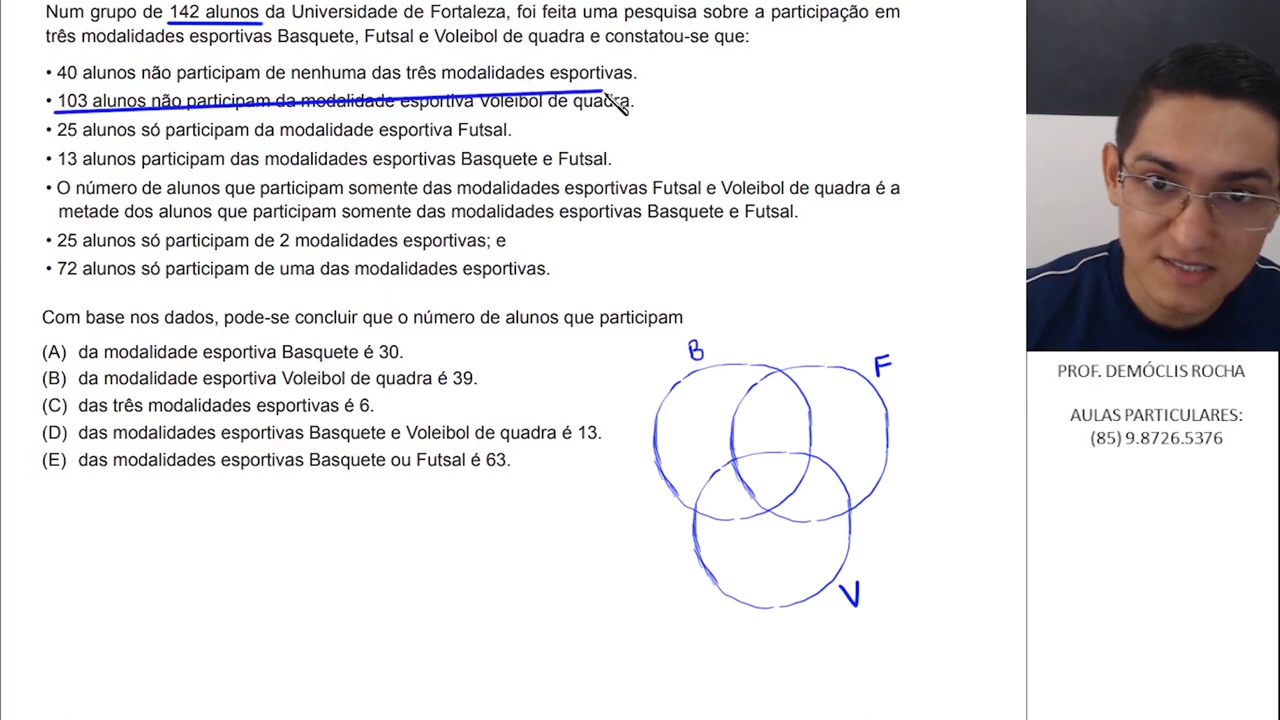 Num grupo de 142 alunos da Universidade de Fortaleza, foi feita uma pesquisa sobre a participação em
três modalidades esportivas Basquete, Futsal e Voleibol de quadra e constatou-se que:
• 40 alunos não participam de nenhuma das três modalidades esportivas.
• 103 alunos não participam da modalidade esportiva Voleibol de quadra.
• 25 alunos só participam da modalidade esportiva Futsal.
• 13 alunos participam das modalidades esportivas Basquete e Futsal.
• O número de alunos que participam somente das modalidades esportivas Futsal e Voleibol de quadra é a
metade dos alunos que participam somente das modalidades esportivas Basquete e Futsal.
• 25 alunos só participam de 2 modalidades esportivas; e
• 72 alunos só participam de uma das modalidades esportivas.
Com base nos dados, pode-se concluir que o número de alunos que participam
(A) da modalidade esportiva Basquete é 30.
(B) da modalidade esportiva Voleibol de quadra é 39.
(C) das três modalidades esportivas é 6.
(D) das modalidades esportivas Basquete e Voleibol de quadra é 13.
(E) das modalidades esportivas Basquete ou Futsal é 63.
B
F
V
PROF. DEMÓCLIS ROCHA
AULAS PARTICULARES:
(85) 9.8726.5376